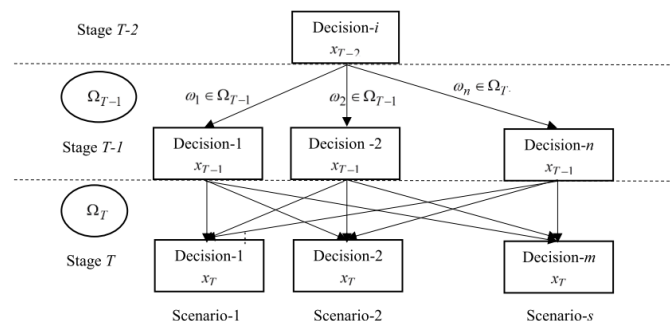 Stage T-2
Decision-i
x_{T-2}
Ω_{T-1}
ω₁ ∈ Ω_{T-1}
ω₂ ∈ Ω_{T-1}
ω_n ∈ Ω_T.
Stage T-1
Decision-1
x_{T-1}
Decision -2
x_{T-1}
Decision-n
x_{T-1}
Ω_T
Stage T
Decision-1
x_T
Decision-2
x_T
Decision-m
x_T
Scenario-1
Scenario-2
Scenario-s